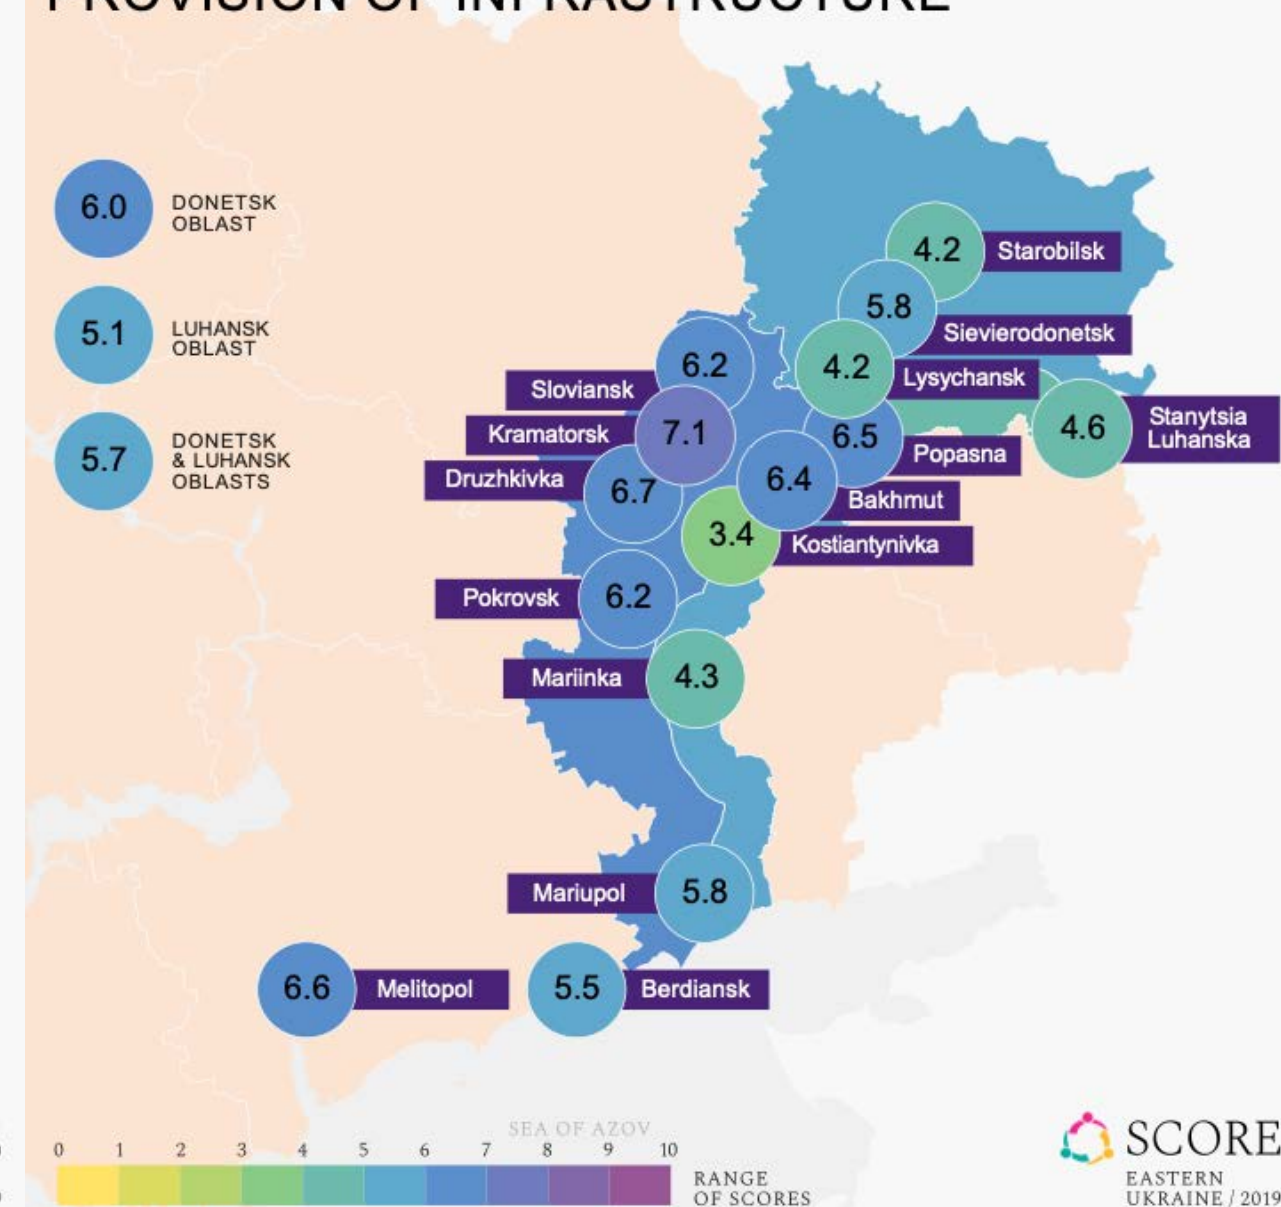 PROVISION OF INFRASTRUCTURE
6.0
DONETSK
OBLAST
5.1
LUHANSK
OBLAST
5.7
DONETSK
& LUHANSK
OBLASTS
4.2
Starobilsk
5.8
Sievierodonetsk
6.2
Sloviansk
4.2
Lysychansk
7.1
Kramatorsk
6.5
Popasna
4.6
Stanytsia
Luhanska
6.7
Druzhkivka
6.4
Bakhmut
3.4
Kostiantynivka
6.2
Pokrovsk
4.3
Mariinka
5.8
Mariupol
6.6
Melitopol
5.5
Berdiansk
SEA OF AZOV
0 1 2 3 4 5 6 7 8 9 10
RANGE
OF SCORES
SCORE
EASTERN
UKRAINE / 2019